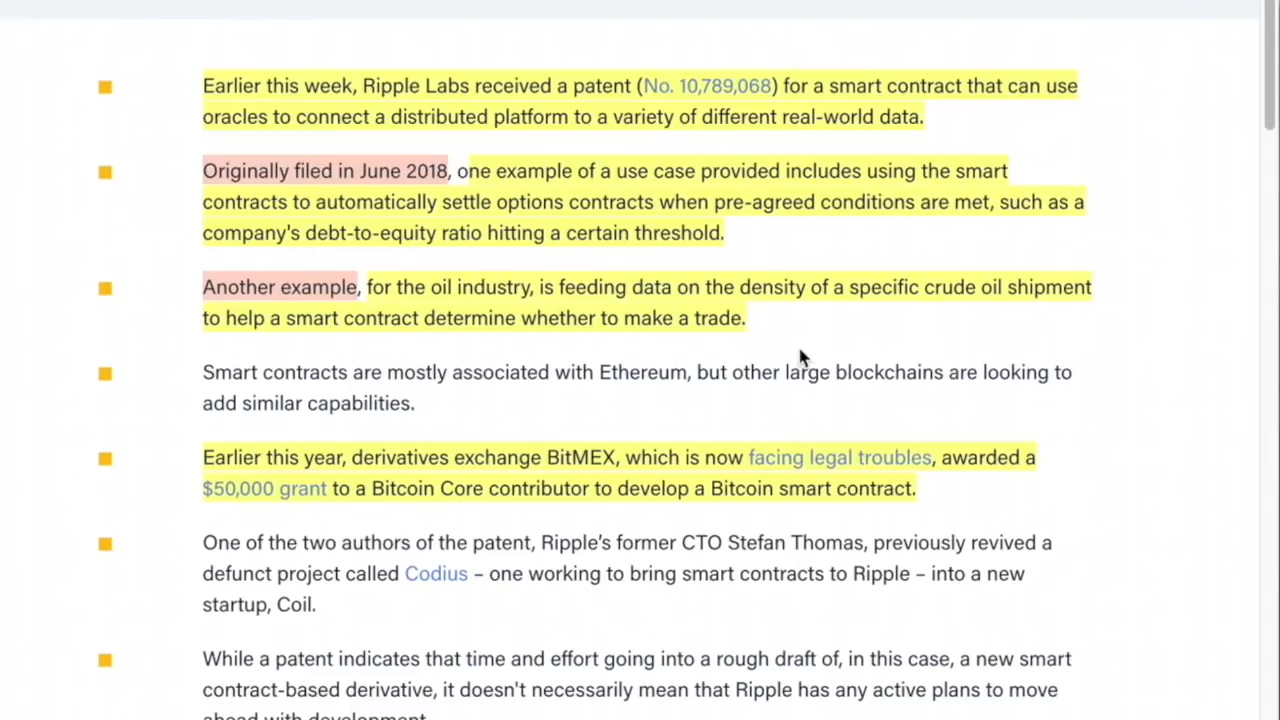 Earlier this week, Ripple Labs received a patent (No. 10,789,068) for a smart contract that can use
oracles to connect a distributed platform to a variety of different real-world data.
Originally filed in June 2018, one example of a use case provided includes using the smart
contracts to automatically settle options contracts when pre-agreed conditions are met, such as a
company's debt-to-equity ratio hitting a certain threshold.
Another example, for the oil industry, is feeding data on the density of a specific crude oil shipment
to help a smart contract determine whether to make a trade.
Smart contracts are mostly associated with Ethereum, but other large blockchains are looking to
add similar capabilities.
Earlier this year, derivatives exchange BitMEX, which is now facing legal troubles, awarded a
$50,000 grant to a Bitcoin Core contributor to develop a Bitcoin smart contract.
One of the two authors of the patent, Ripple’s former CTO Stefan Thomas, previously revived a
defunct project called Codius – one working to bring smart contracts to Ripple – into a new
startup, Coil.
While a patent indicates that time and effort going into a rough draft of, in this case, a new smart
contract-based derivative, it doesn't necessarily mean that Ripple has any active plans to move
ahead with development.